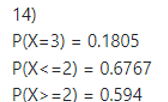 14)
P(X=3) = 0.1805
P(X<=2) = 0.6767
P(X>=2) = 0.594